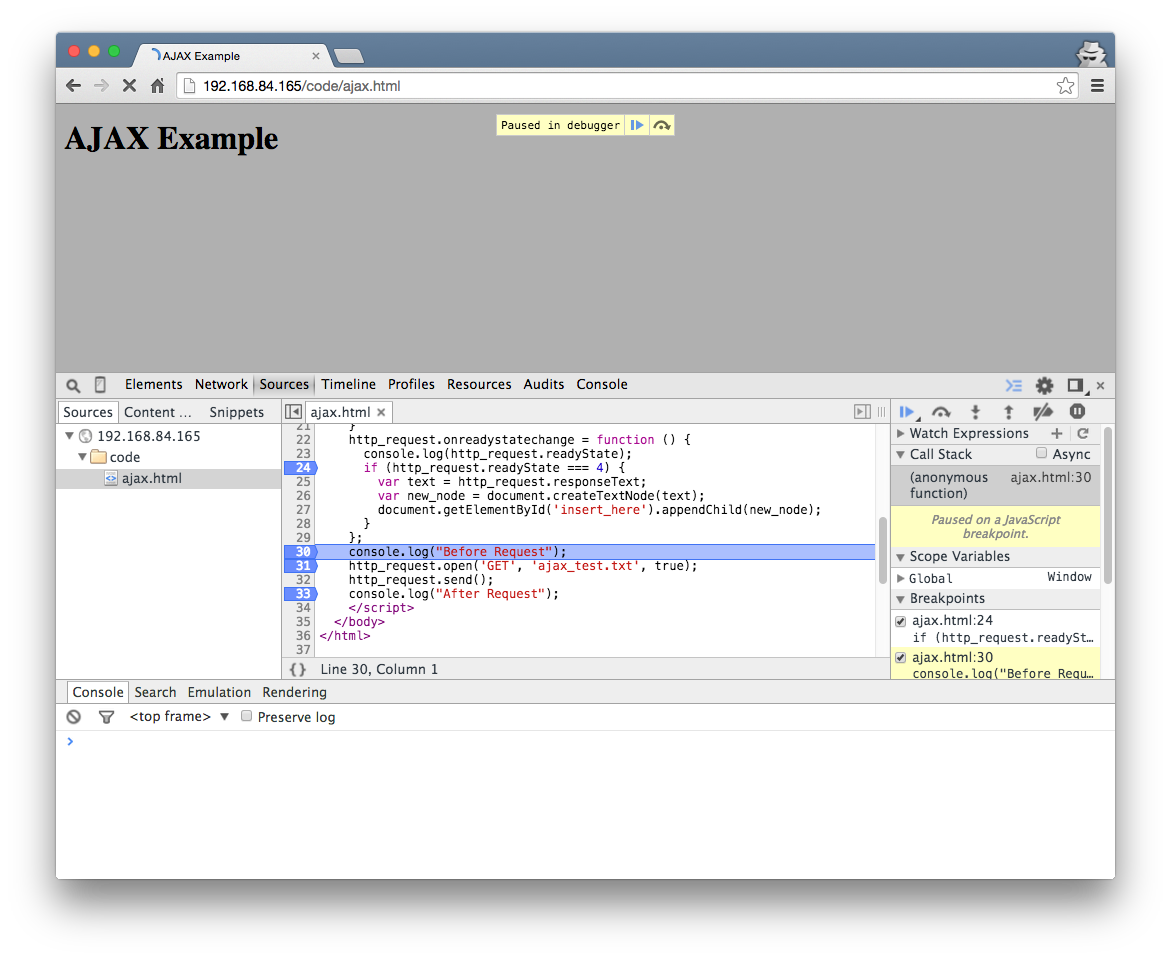 AJAX Example
192.168.84.165/code/ajax.html
AJAX Example
Paused in debugger
Elements Network Sources Timeline Profiles Resources Audits Console
Sources Content ... Snippets
ajax.html
192.168.84.165
code
ajax.html
21 }
22 http_request.onreadystatechange = function () {
23 console.log(http_request.readyState);
24 if (http_request.readyState === 4) {
25 var text = http_request.responseText;
26 var new_node = document.createTextNode(text);
27 document.getElementById('insert_here').appendChild(new_node);
28 }
29 };
30 console.log("Before Request");
31 http_request.open('GET', 'ajax_test.txt', true);
32 http_request.send();
33 console.log("After Request");
34 </script>
35 </body>
36 </html>
37
{} Line 30, Column 1
Watch Expressions
Call Stack Async
(anonymous function) ajax.html:30
Paused on a JavaScript
breakpoint.
Scope Variables
Global Window
Breakpoints
ajax.html:24
if (http_request.readySt…
ajax.html:30
console.log("Before Requ…
Console Search Emulation Rendering
<top frame> Preserve log